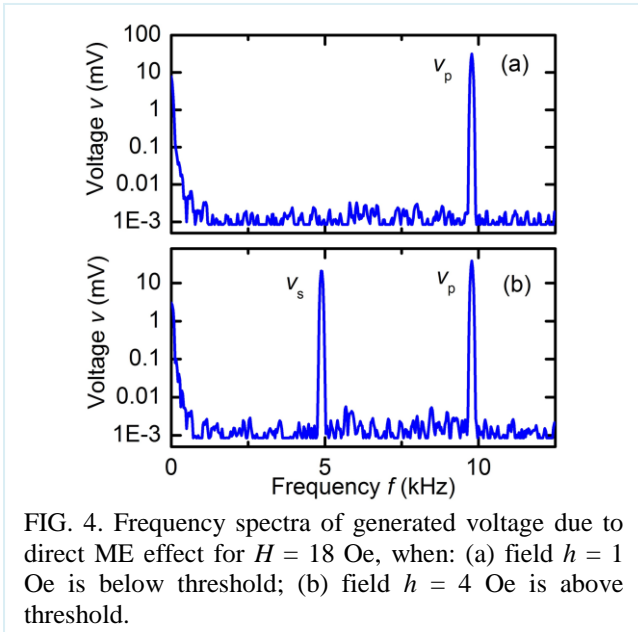 100
10
1
0.1
0.01
1E-3
Voltage v (mV)
v_p
(a)
10
1
0.1
0.01
1E-3
Voltage v (mV)
v_s
v_p
(b)
0 5 10
Frequency f (kHz)
FIG. 4. Frequency spectra of generated voltage due to
direct ME effect for H = 18 Oe, when: (a) field h = 1
Oe is below threshold; (b) field h = 4 Oe is above
threshold.